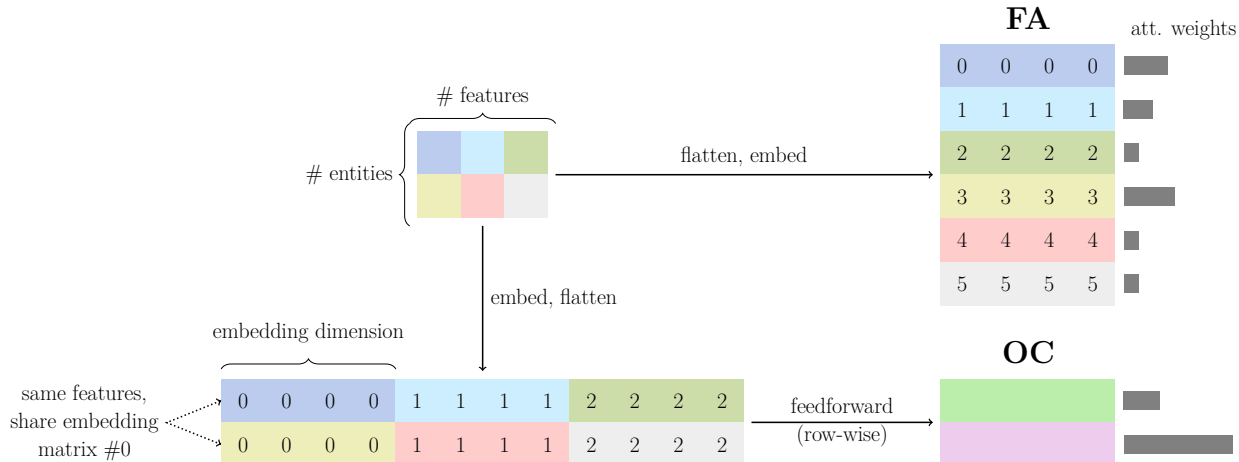 FA
att. weights
# features
# entities
flatten, embed
0 0 0 0
1 1 1 1
2 2 2 2
3 3 3 3
4 4 4 4
5 5 5 5
embed, flatten
embedding dimension
same features,
share embedding
matrix #0
0 0 0 0 1 1 1 1 2 2 2 2
0 0 0 0 1 1 1 1 2 2 2 2
feedforward
(row-wise)
OC